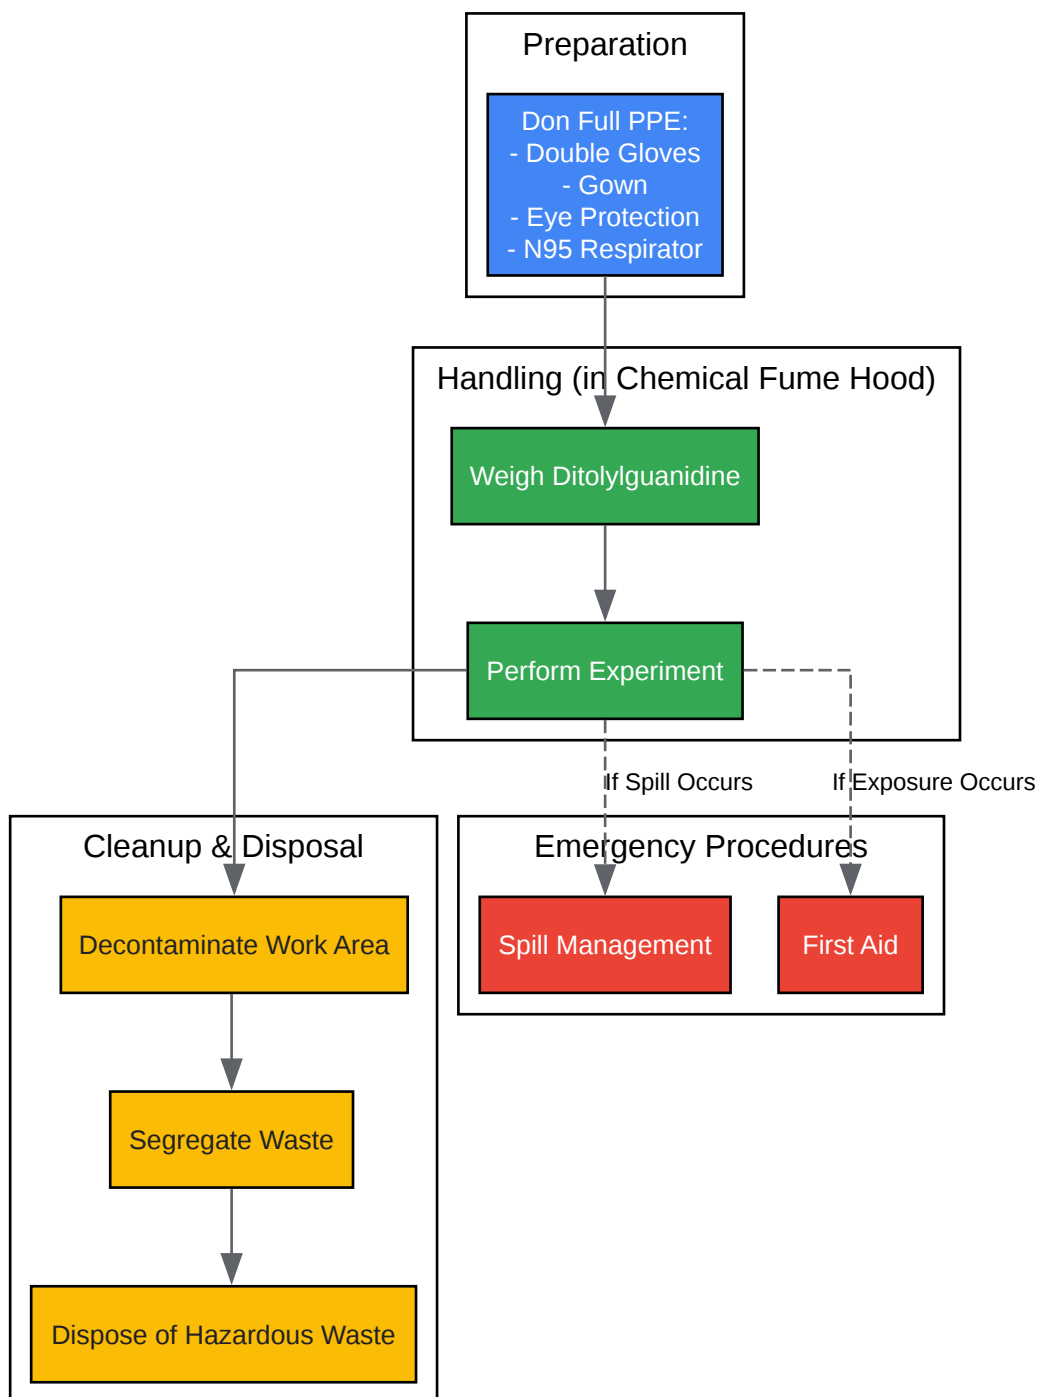 Preparation
Don Full PPE:
- Double Gloves
- Gown
- Eye Protection
- N95 Respirator
Handling (in Chemical Fume Hood)
Weigh Ditolylguanidine
Perform Experiment
If Spill Occurs
If Exposure Occurs
Cleanup & Disposal
Emergency Procedures
Decontaminate Work Area
Spill Management
First Aid
Segregate Waste
Dispose of Hazardous Waste